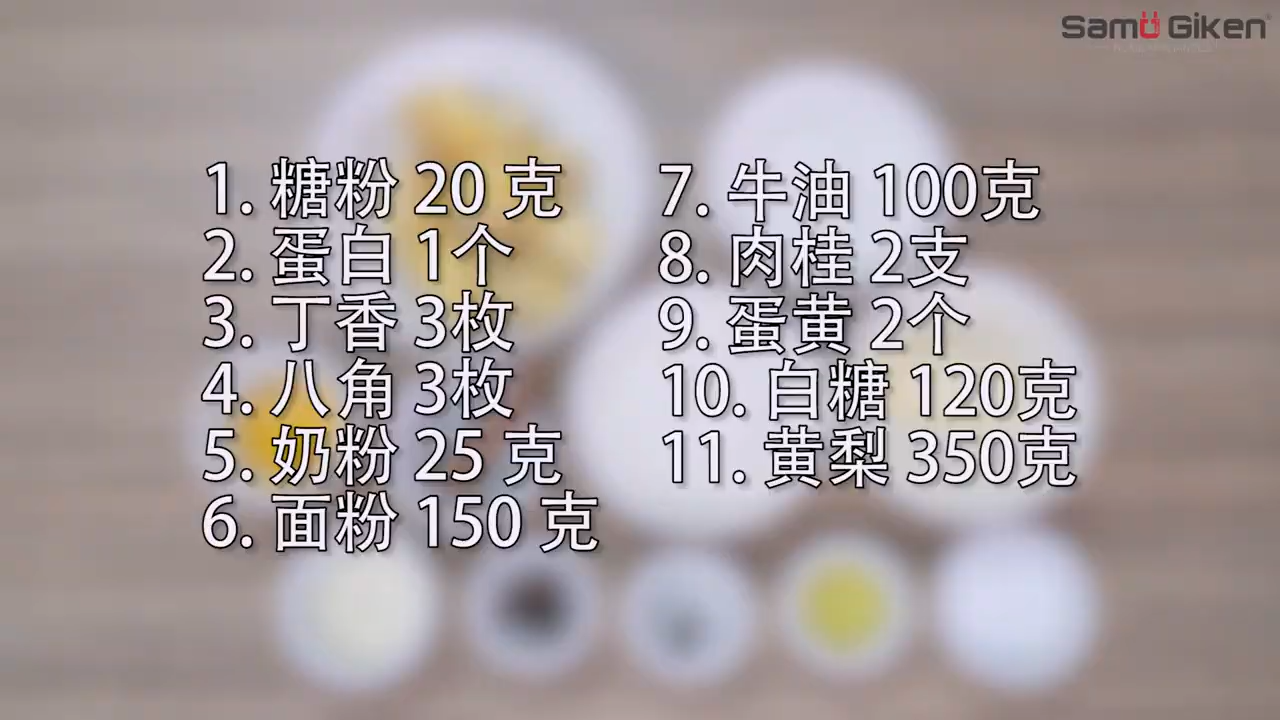 Samü Giken
1. 糖粉 20 克
2. 蛋白 1个
3. 丁香 3枚
4. 八角 3枚
5. 奶粉 25 克
6. 面粉 150 克
7. 牛油 100克
8. 肉桂 2支
9. 蛋黄 2个
10. 白糖 120克
11. 黄梨 350克